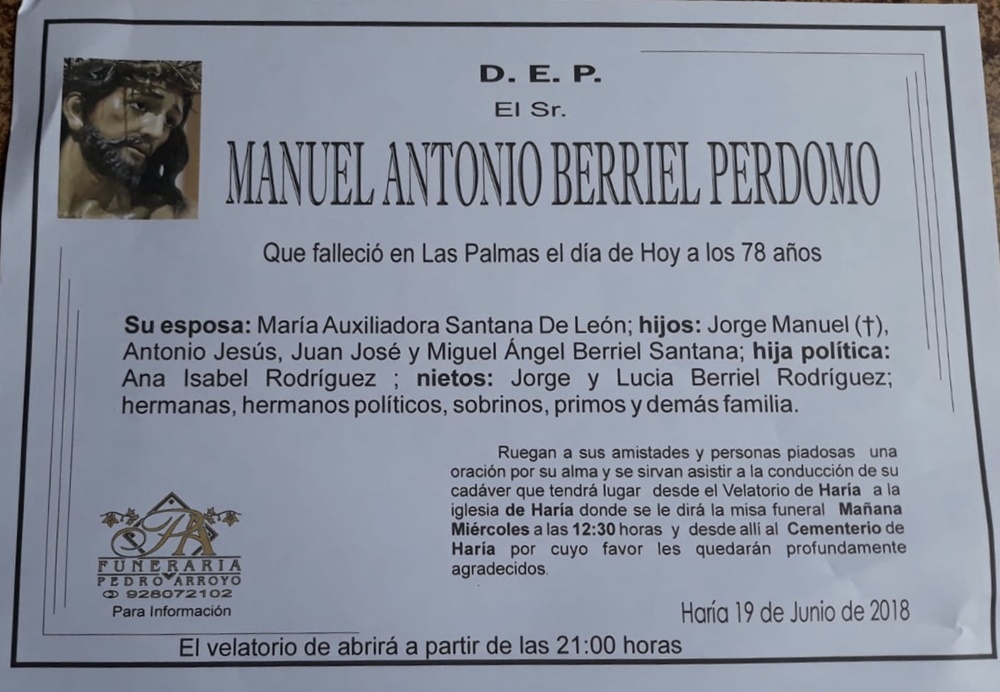 D. E. P.
El Sr.
MANUEL ANTONIO BERRIEL PERDOMO
Que falleció en Las Palmas el día de Hoy a los 78 años
Su esposa: María Auxiliadora Santana De León; hijos: Jorge Manuel (†),
Antonio Jesús, Juan José y Miguel Ángel Berriel Santana; hija política:
Ana Isabel Rodríguez ; nietos: Jorge y Lucia Berriel Rodríguez;
hermanas, hermanos políticos, sobrinos, primos y demás familia.
Ruegan a sus amistades y personas piadosas una
oración por su alma y se sirvan asistir a la conducción de su
cadáver que tendrá lugar desde el Velatorio de Haría a la
iglesia de Haría donde se le dirá la misa funeral Mañana
Miércoles a las 12:30 horas y desde allí al Cementerio de
Haría por cuyo favor les quedarán profundamente
agradecidos.
PA
FUNERARIA
PEDRO ARROYO
✆ 928072102
Para Información
Haría 19 de Junio de 2018
El velatorio de abrirá a partir de las 21:00 horas